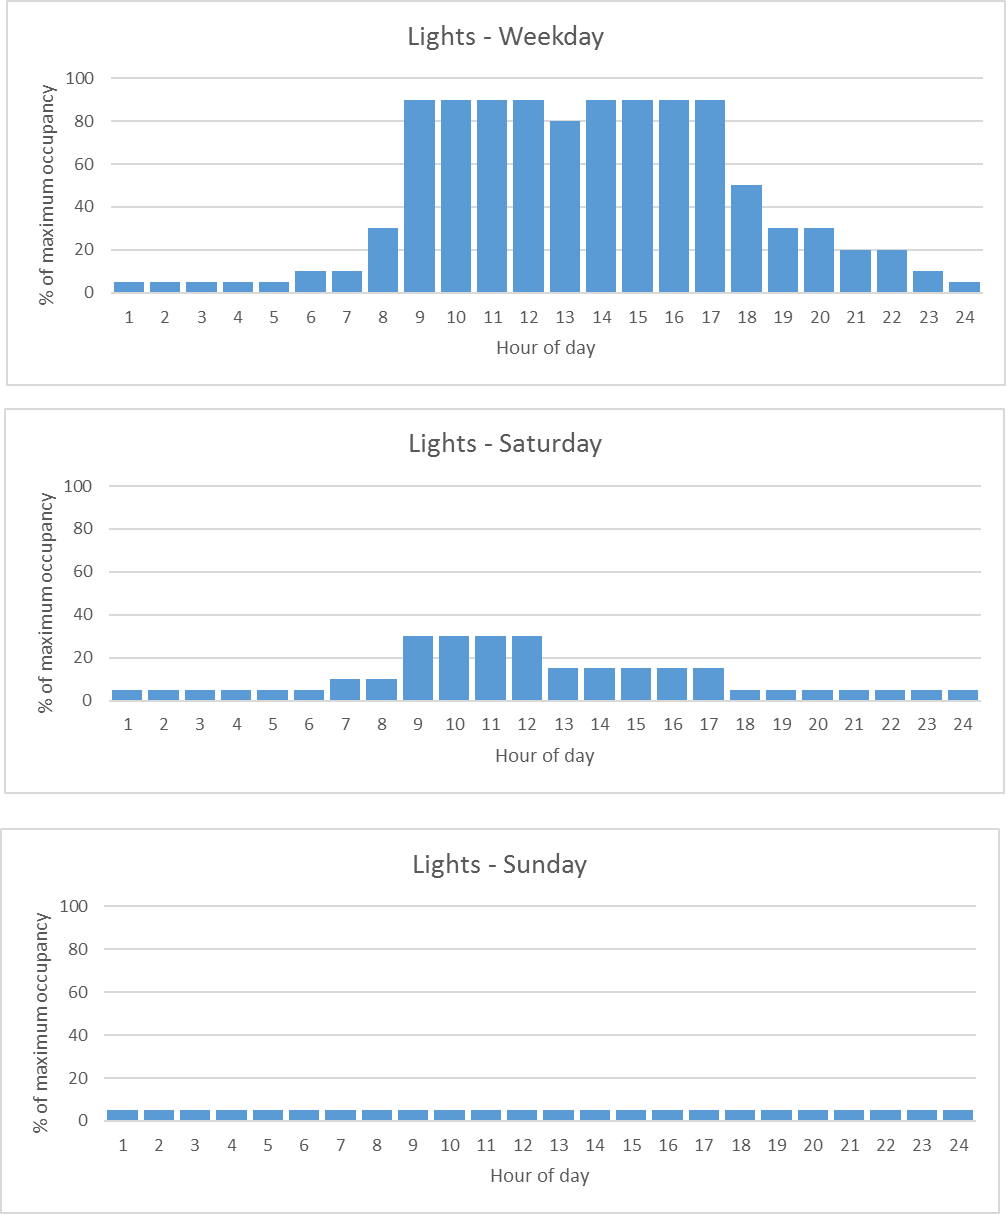 Lights - Weekday
% of maximum occupancy
100
80
60
40
20
0
1 2 3 4 5 6 7 8 9 10 11 12 13 14 15 16 17 18 19 20 21 22 23 24
Hour of day
Lights - Saturday
% of maximum occupancy
100
80
60
40
20
0
1 2 3 4 5 6 7 8 9 10 11 12 13 14 15 16 17 18 19 20 21 22 23 24
Hour of day
Lights - Sunday
% of maximum occupancy
100
80
60
40
20
0
1 2 3 4 5 6 7 8 9 10 11 12 13 14 15 16 17 18 19 20 21 22 23 24
Hour of day